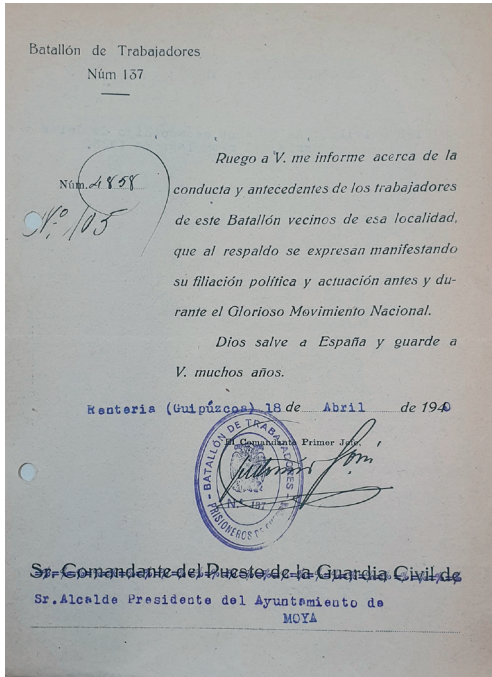 Batallón de Trabajadores
Núm 137
Núm. 4858
N.º 105
Ruego a V. me informe acerca de la
conducta y antecedentes de los trabajadores
de este Batallón vecinos de esa localidad,
que al respaldo se expresan manifestando
su filiación política y actuación antes y du-
rante el Glorioso Movimiento Nacional.
Dios salve a España y guarde a
V. muchos años.
Renteria (Guipúzcoa) 18 de Abril de 1940
El Comandante Primer Jefe,
BATALLÓN DE TRABAJADORES
N.º 137
PRISIONEROS DE
Sr. Comandante del Puesto de la Guardia Civil de
Sr.Alcalde Presidente del Ayuntamiento de
MOYA